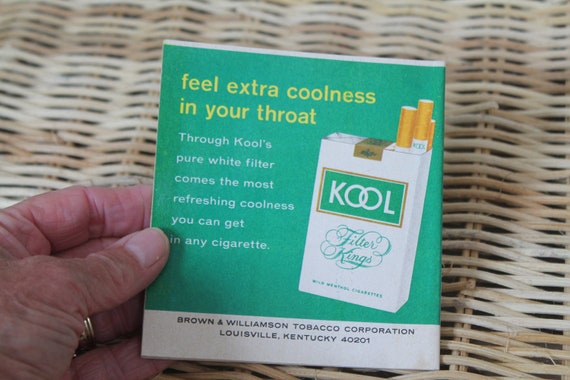 feel extra coolness
in your throat
Through Kool's
pure white filter
comes the most
refreshing coolness
you can get
in any cigarette.
KOOL
KOOL
Filter
Kings
MILD MENTHOL CIGARETTES
BROWN & WILLIAMSON TOBACCO CORPORATION
LOUISVILLE, KENTUCKY 40201